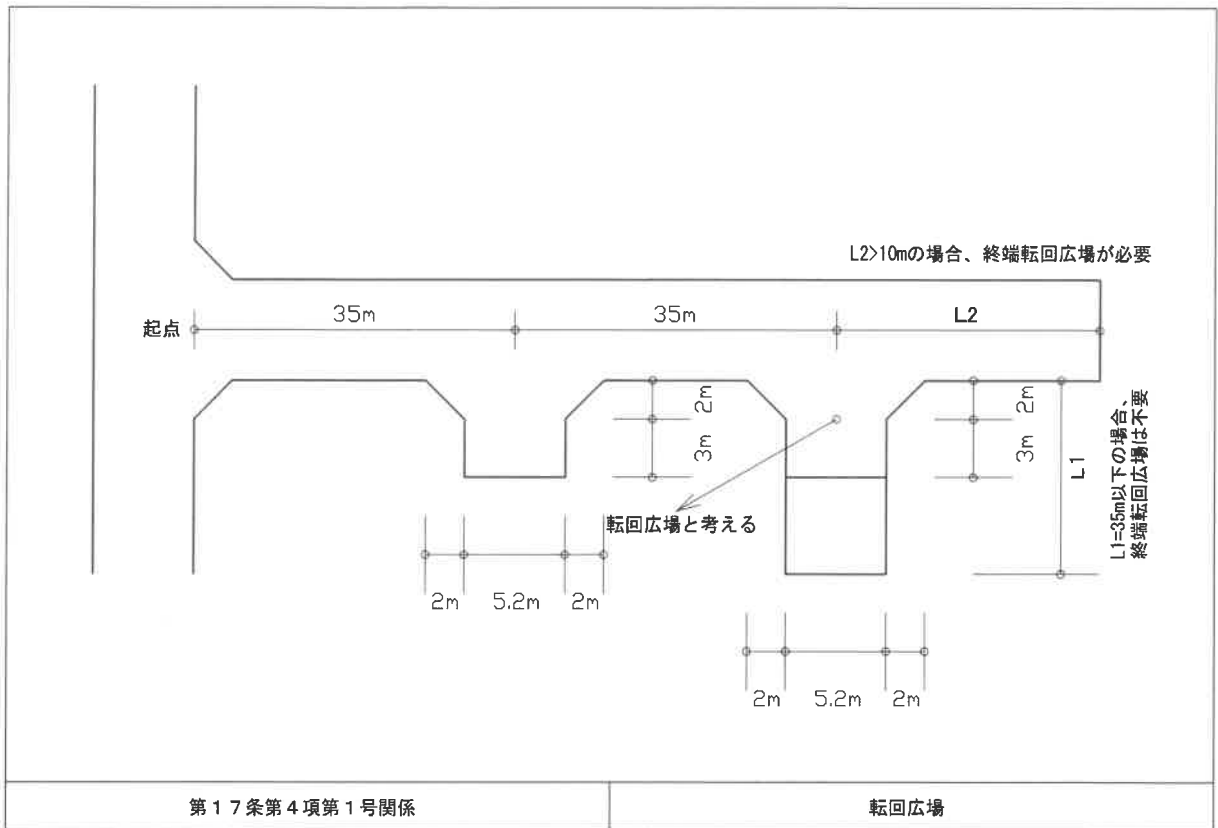 L2>10mの場合、終端転回広場が必要
起点
35m
35m
L2
2m
3m
2m
3m
L1
L1=35m以下の場合、
終端転回広場は不要
転回広場と考える
2m
5.2m
2m
2m
5.2m
2m
第17条第4項第1号関係
転回広場